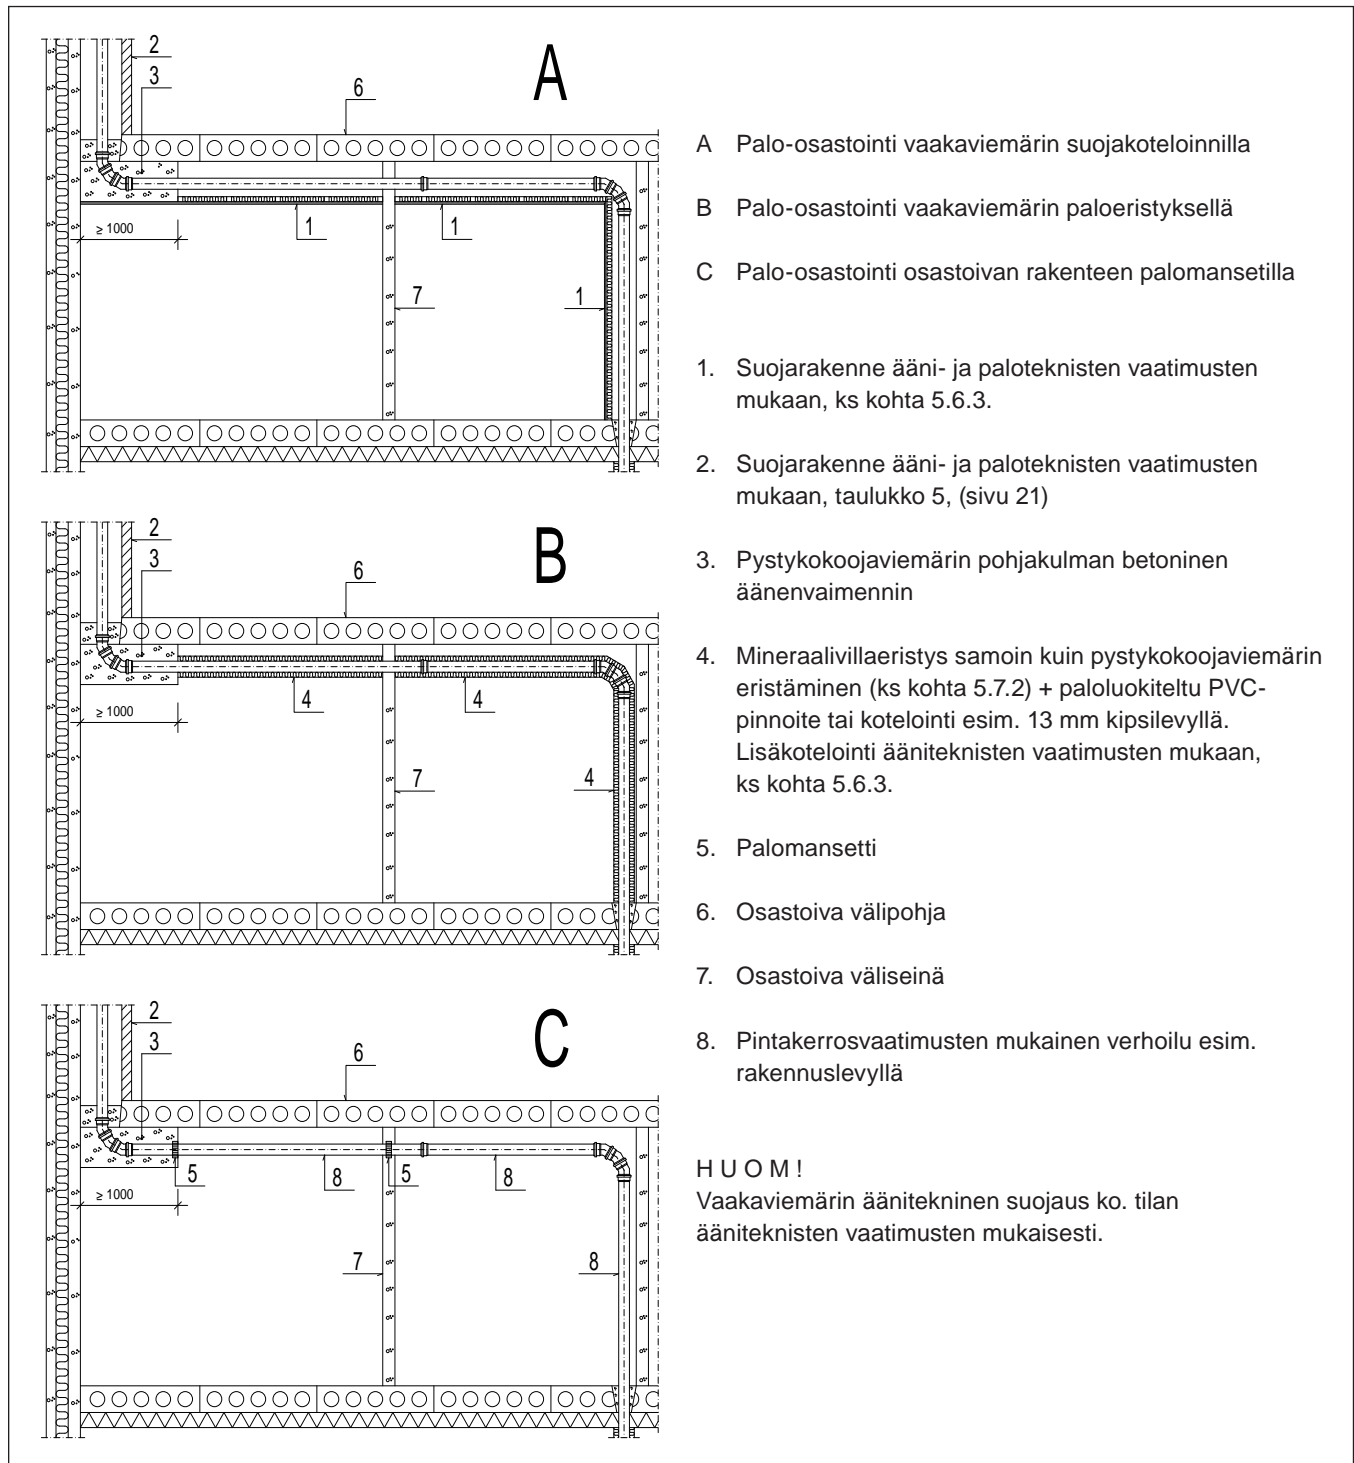 A
2
3
6
≥ 1000
1
1
7
1
B
2
3
6
≥ 1000
4
4
7
4
C
2
3
6
≥ 1000
5
8
5
8
7
8
A Palo-osastointi vaakaviemärin suojakoteloinnilla
B Palo-osastointi vaakaviemärin paloeristyksellä
C Palo-osastointi osastoivan rakenteen palomansetilla
1. Suojarakenne ääni- ja paloteknisten vaatimusten
mukaan, ks kohta 5.6.3.
2. Suojarakenne ääni- ja paloteknisten vaatimusten
mukaan, taulukko 5, (sivu 21)
3. Pystykokoojaviemärin pohjakulman betoninen
äänenvaimennin
4. Mineraalivillaeristys samoin kuin pystykokoojaviemärin
eristäminen (ks kohta 5.7.2) + paloluokiteltu PVC-
pinnoite tai kotelointi esim. 13 mm kipsilevyllä.
Lisäkotelointi ääniteknisten vaatimusten mukaan,
ks kohta 5.6.3.
5. Palomansetti
6. Osastoiva välipohja
7. Osastoiva väliseinä
8. Pintakerrosvaatimusten mukainen verhoilu esim.
rakennuslevyllä
H U O M !
Vaakaviemärin äänitekninen suojaus ko. tilan
ääniteknisten vaatimusten mukaisesti.